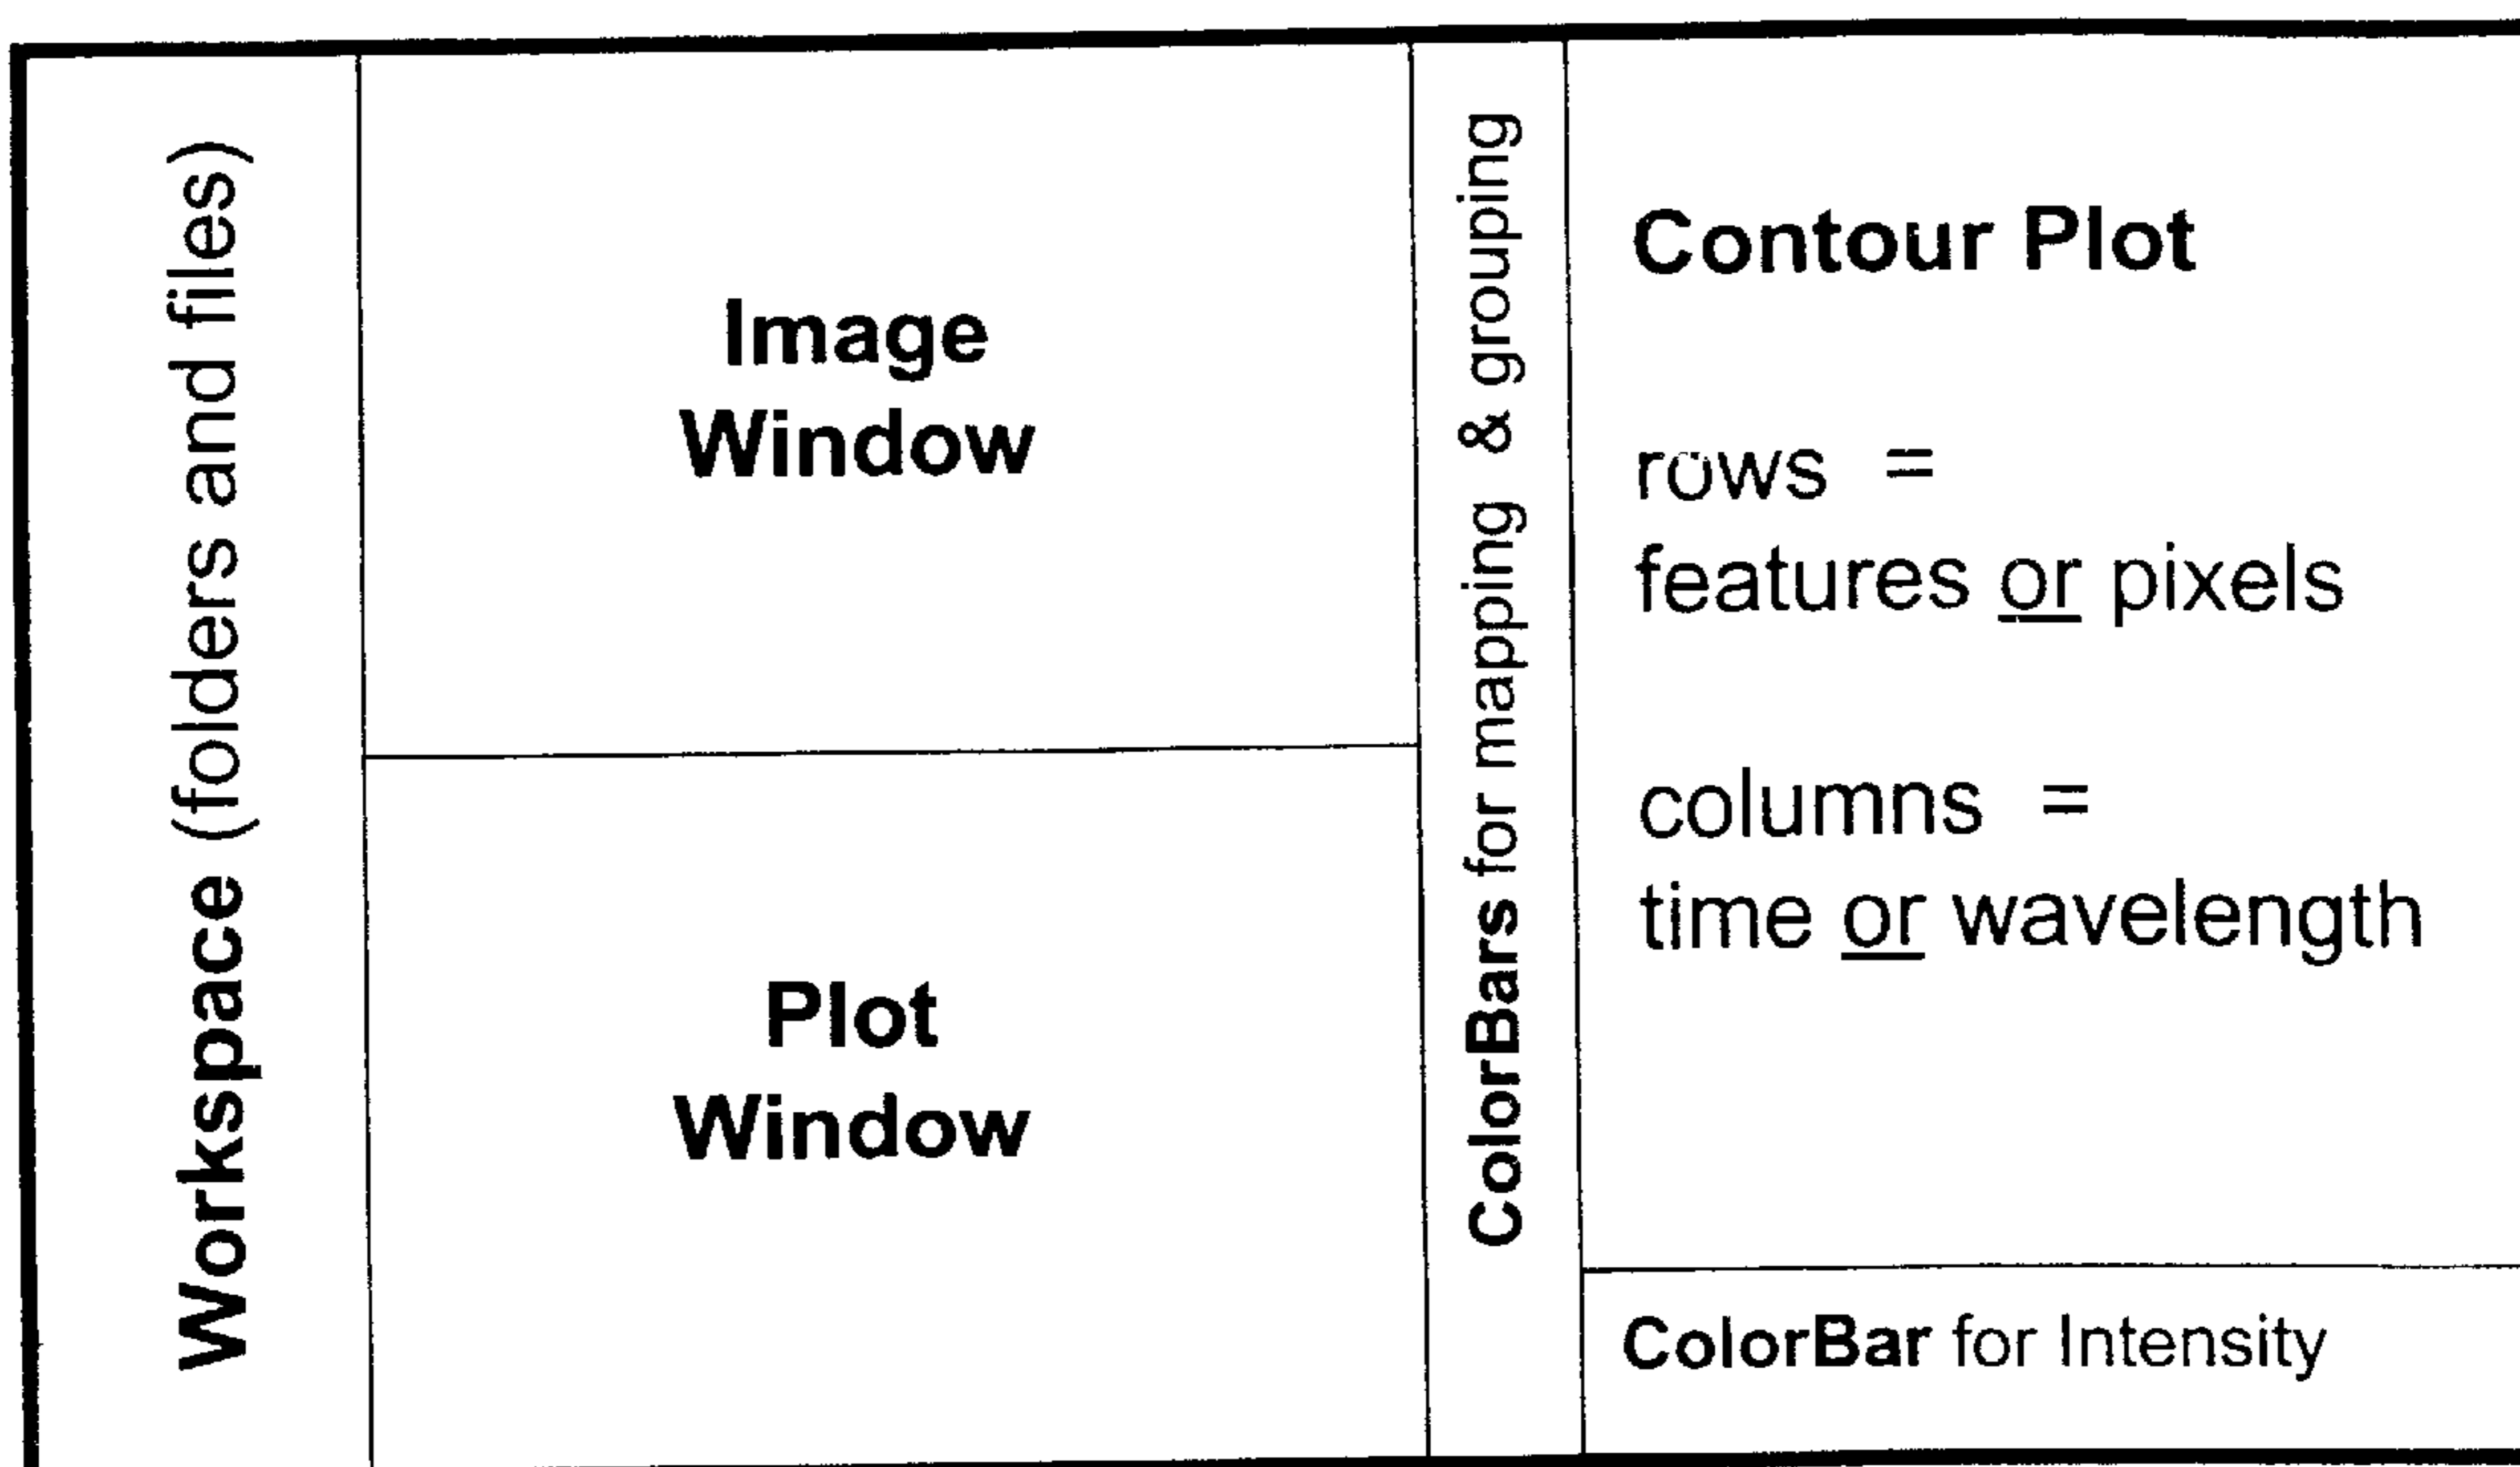 Workspace (folders and files)
Image
Window
Plot
Window
ColorBars for mapping & grouping
Contour Plot
rows =
features or pixels
columns =
time or wavelength
ColorBar for Intensity